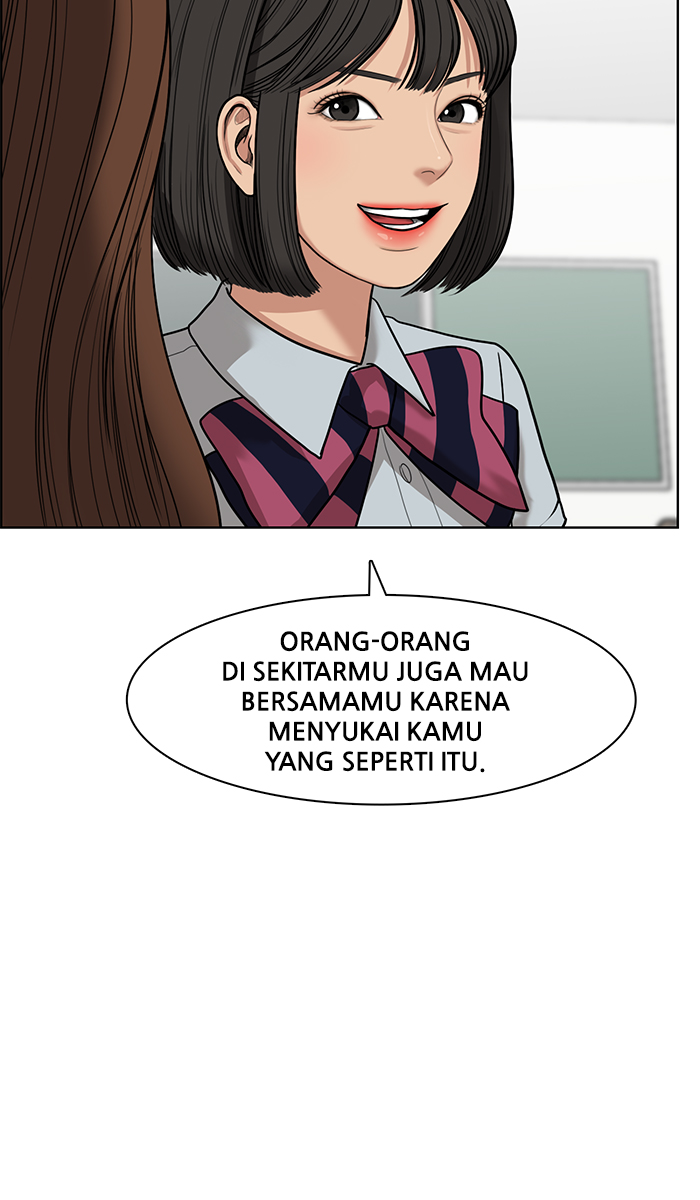 ORANG-ORANG
DI SEKITARMU JUGA MAU
BERSAMAMU KARENA
MENYUKAI KAMU
YANG SEPERTI ITU.